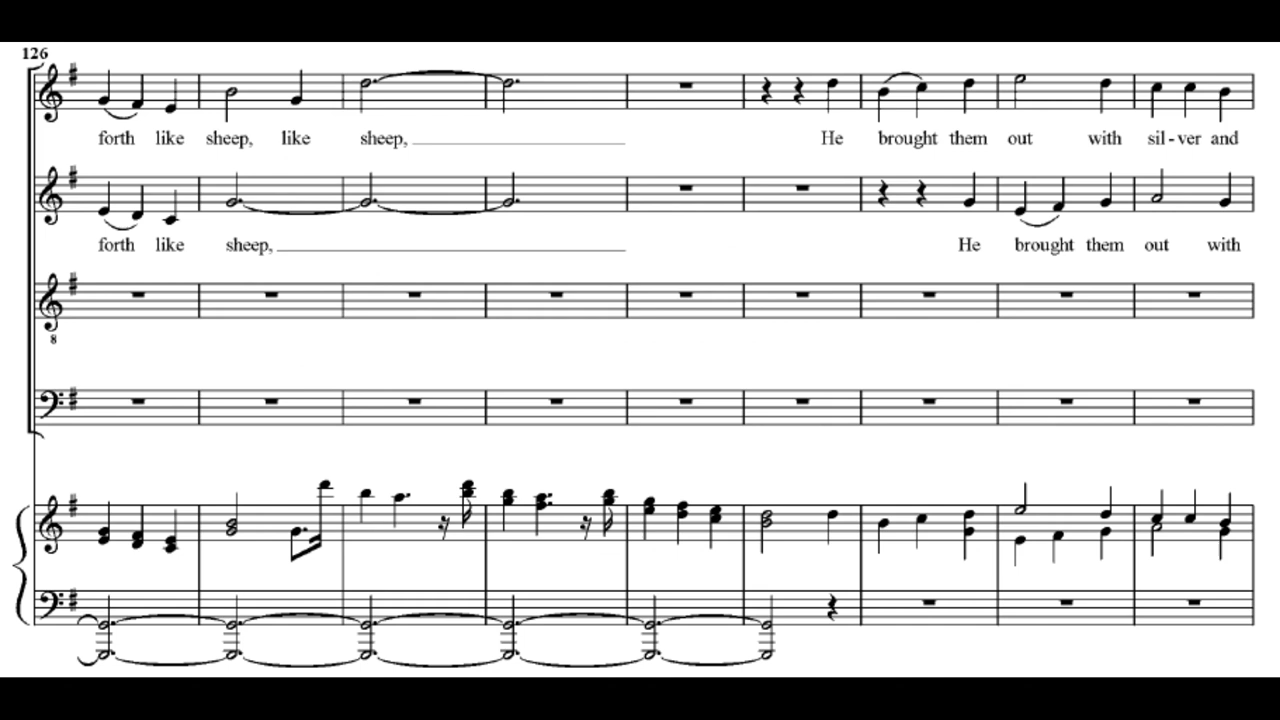 126
forth like sheep, like sheep, He brought them out with sil - ver and
forth like sheep, He brought them out with
8